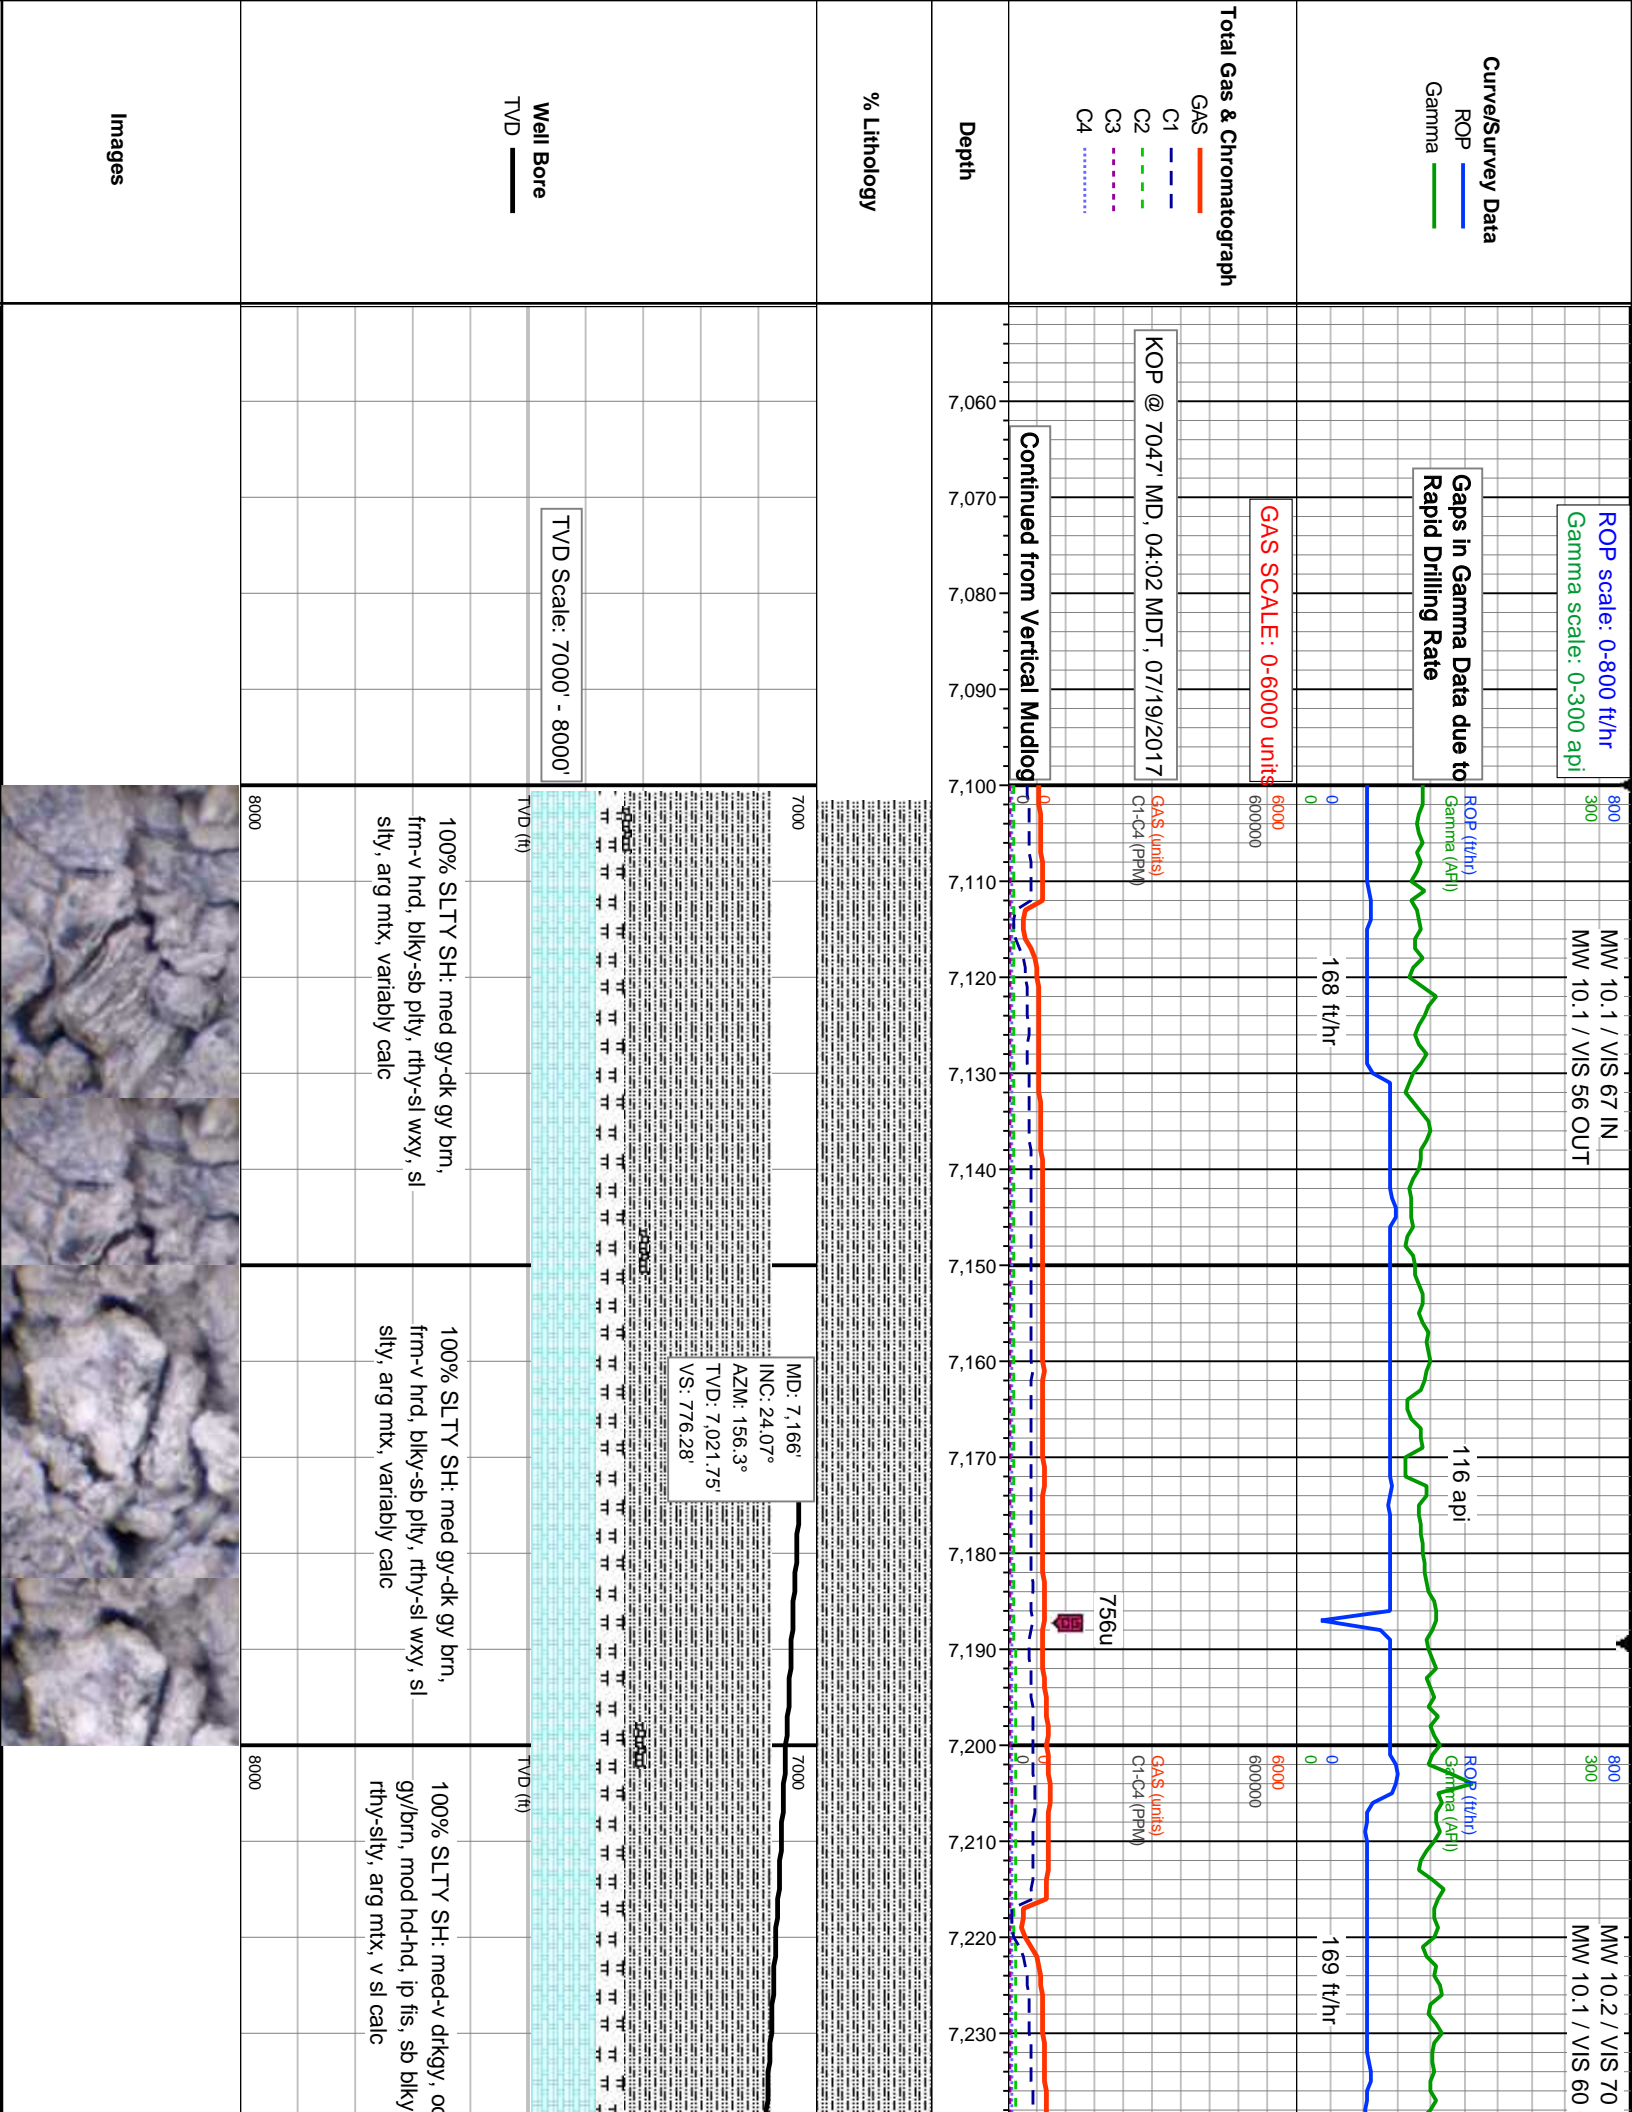 Curve/Survey Data
ROP
Gamma
Total Gas & Chromatograph
GAS
C1
C2
C3
C4
Depth
% Lithology
Well Bore
TVD
Images
ROP scale: 0-800 ft/hr
Gamma scale: 0-300 api
Gaps in Gamma Data due to
Rapid Drilling Rate
GAS SCALE: 0-6000 units
KOP @ 7047' MD, 04:02 MDT, 07/19/2017
Continued from Vertical Mudlog
TVD Scale: 7000' - 8000'
7,060
7,070
7,080
7,090
7,100
7,110
7,120
7,130
7,140
7,150
7,160
7,170
7,180
7,190
7,200
7,210
7,220
7,230
800
300
ROP (ft/hr)
Gamma (API)
0
0
6000
600000
GAS (units)
C1-C4 (PPM)
0
0
7000
TVD (ft)
8000
MW 10.1 / VIS 67 IN
MW 10.1 / VIS 56 OUT
168 ft/hr
100% SLTY SH: med gy-dk gy brn,
frm-v hrd, blky-sb plty, rthy-sl wxy, sl
slty, arg mtx, variably calc
116 api
756u
MD: 7,166'
INC: 24.07°
AZM: 156.3°
TVD: 7,021.75'
VS: 776.28'
100% SLTY SH: med gy-dk gy brn,
frm-v hrd, blky-sb plty, rthy-sl wxy, sl
slty, arg mtx, variably calc
800
300
ROP (ft/hr)
Gamma (API)
0
0
6000
600000
GAS (units)
C1-C4 (PPM)
0
0
7000
TVD (ft)
8000
MW 10.2 / VIS 70
MW 10.1 / VIS 60
169 ft/hr
100% SLTY SH: med-v drkgy, oc
gy/brn, mod hd-hd, ip fis, sb blky
rthy-slty, arg mtx, v sl calc